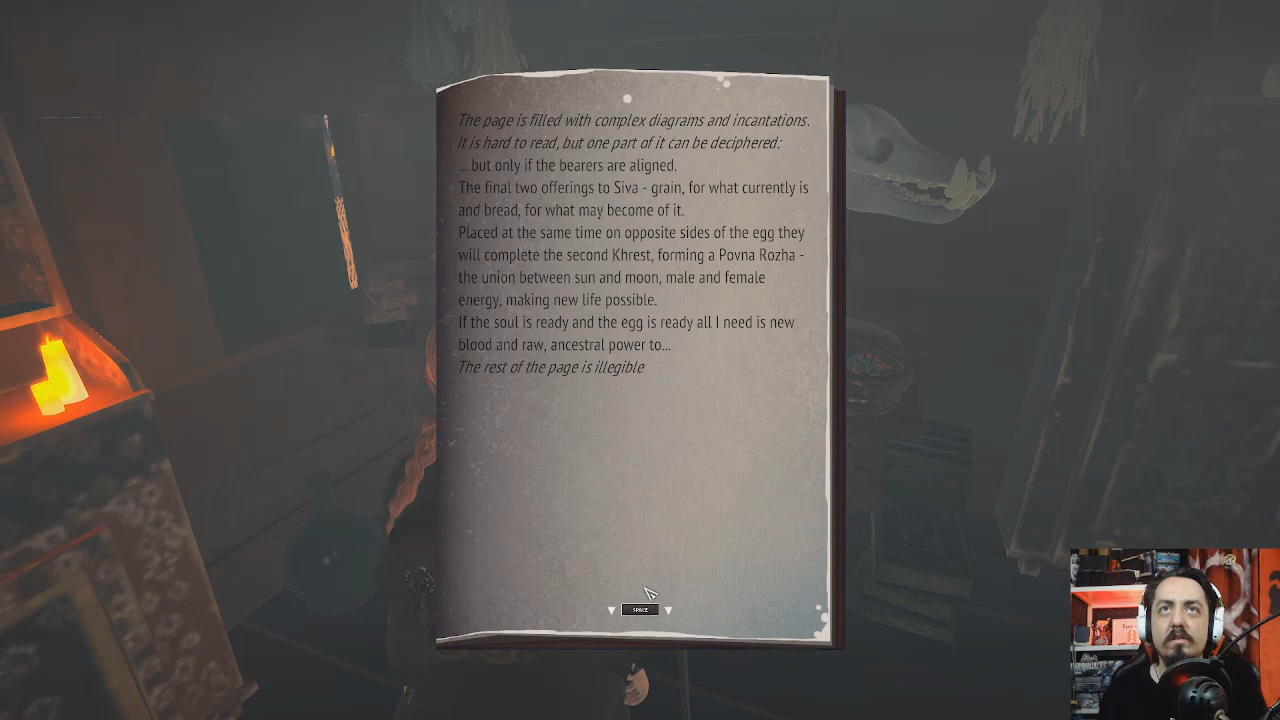 The page is filled with complex diagrams and incantations.
It is hard to read, but one part of it can be deciphered:
... but only if the bearers are aligned.
The final two offerings to Siva - grain, for what currently is
and bread, for what may become of it.
Placed at the same time on opposite sides of the egg they
will complete the second Khrest, forming a Povna Rozha -
the union between sun and moon, male and female
energy, making new life possible.
If the soul is ready and the egg is ready all I need is new
blood and raw, ancestral power to...
The rest of the page is illegible
SPACE